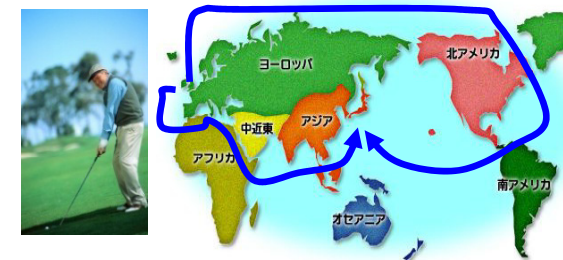 ヨーロッパ
北アメリカ
中近東
アジア
アフリカ
南アメリカ
オセアニア